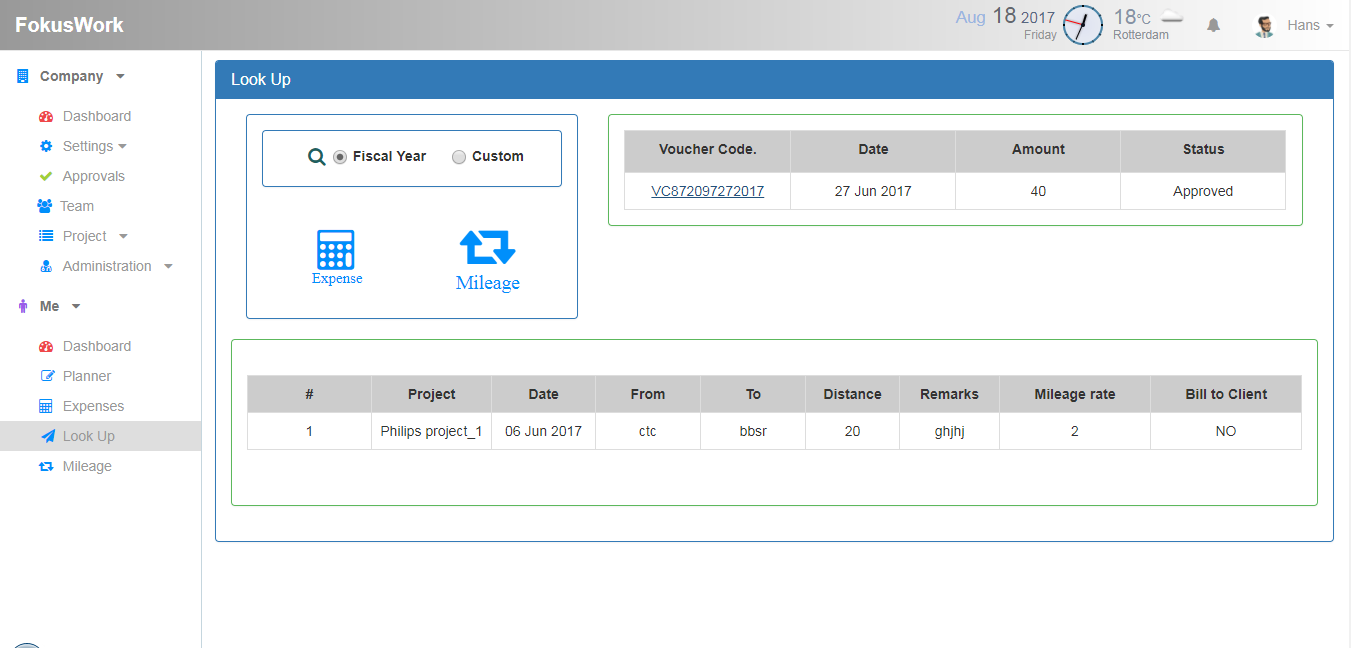 FokusWork
Aug 18 2017
Friday
18°C
Rotterdam
Hans
Company
Dashboard
Settings
Approvals
Team
Project
Administration
Me
Dashboard
Planner
Expenses
Look Up
Mileage
Look Up
Fiscal Year Custom
Expense
Mileage
Voucher Code. Date Amount Status
VC872097272017 27 Jun 2017 40 Approved
# Project Date From To Distance Remarks Mileage rate Bill to Client
1 Philips project_1 06 Jun 2017 ctc bbsr 20 ghjhj 2 NO